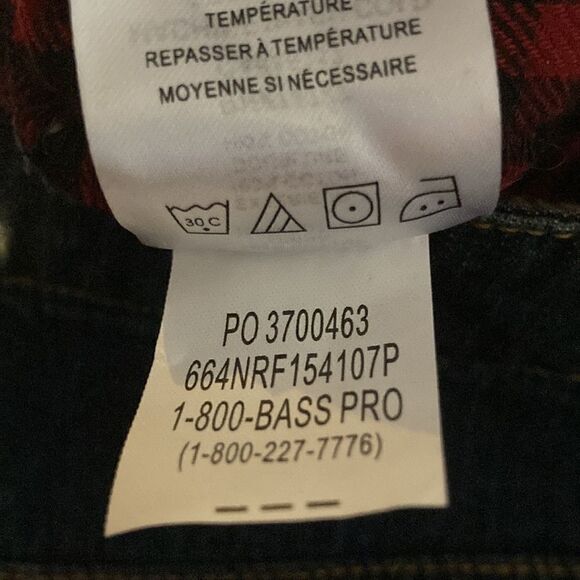 TEMPÉRATURE
REPASSER À TEMPÉRATURE
MOYENNE SI NÉCESSAIRE
30 C
PO 3700463
664NRF154107P
1-800-BASS PRO
(1-800-227-7776)